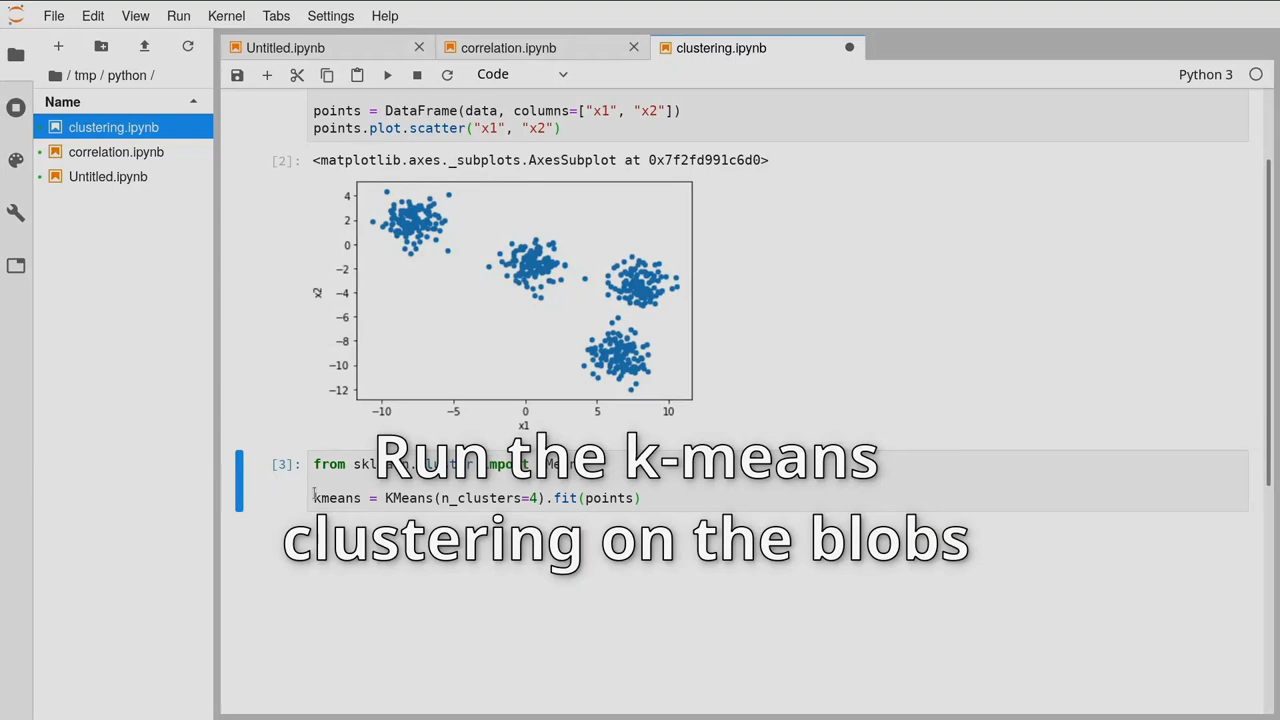 File Edit View Run Kernel Tabs Settings Help
Untitled.ipynb
correlation.ipynb
clustering.ipynb
Code
Python 3
/ tmp / python /
Name
clustering.ipynb
correlation.ipynb
Untitled.ipynb
points = DataFrame(data, columns=["x1", "x2"])
points.plot.scatter("x1", "x2")
[2]: <matplotlib.axes._subplots.AxesSubplot at 0x7f2fd991c6d0>
4
2
0
−2
−4
−6
−8
−10
−12
x2
−10 −5 0 5 10
x1
[3]: from
kmeans = KMeans(n_clusters=4).fit(points)
Run the k-means
clustering on the blobs